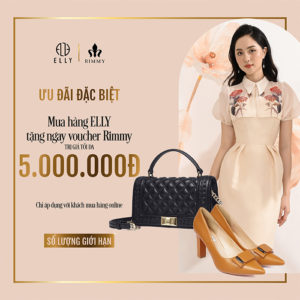 ELLY
RIMMY
ƯU ĐÃI ĐẶC BIỆT
Mua hàng ELLY
tặng ngay voucher Rimmy
TRỊ GIÁ TỐI ĐA
5.000.000Đ
Chỉ áp dụng với khách mua hàng online
SỐ LƯỢNG GIỚI HẠN